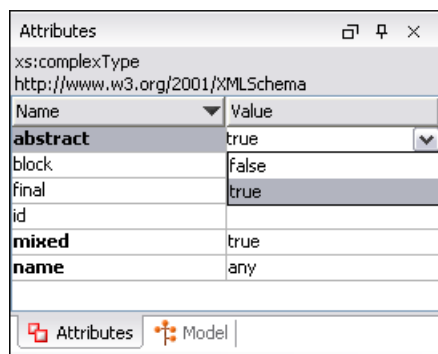 Attributes
xs:complexType
http://www.w3.org/2001/XMLSchema
Name Value
abstract true
block false
final true
id
mixed true
name any
Attributes Model